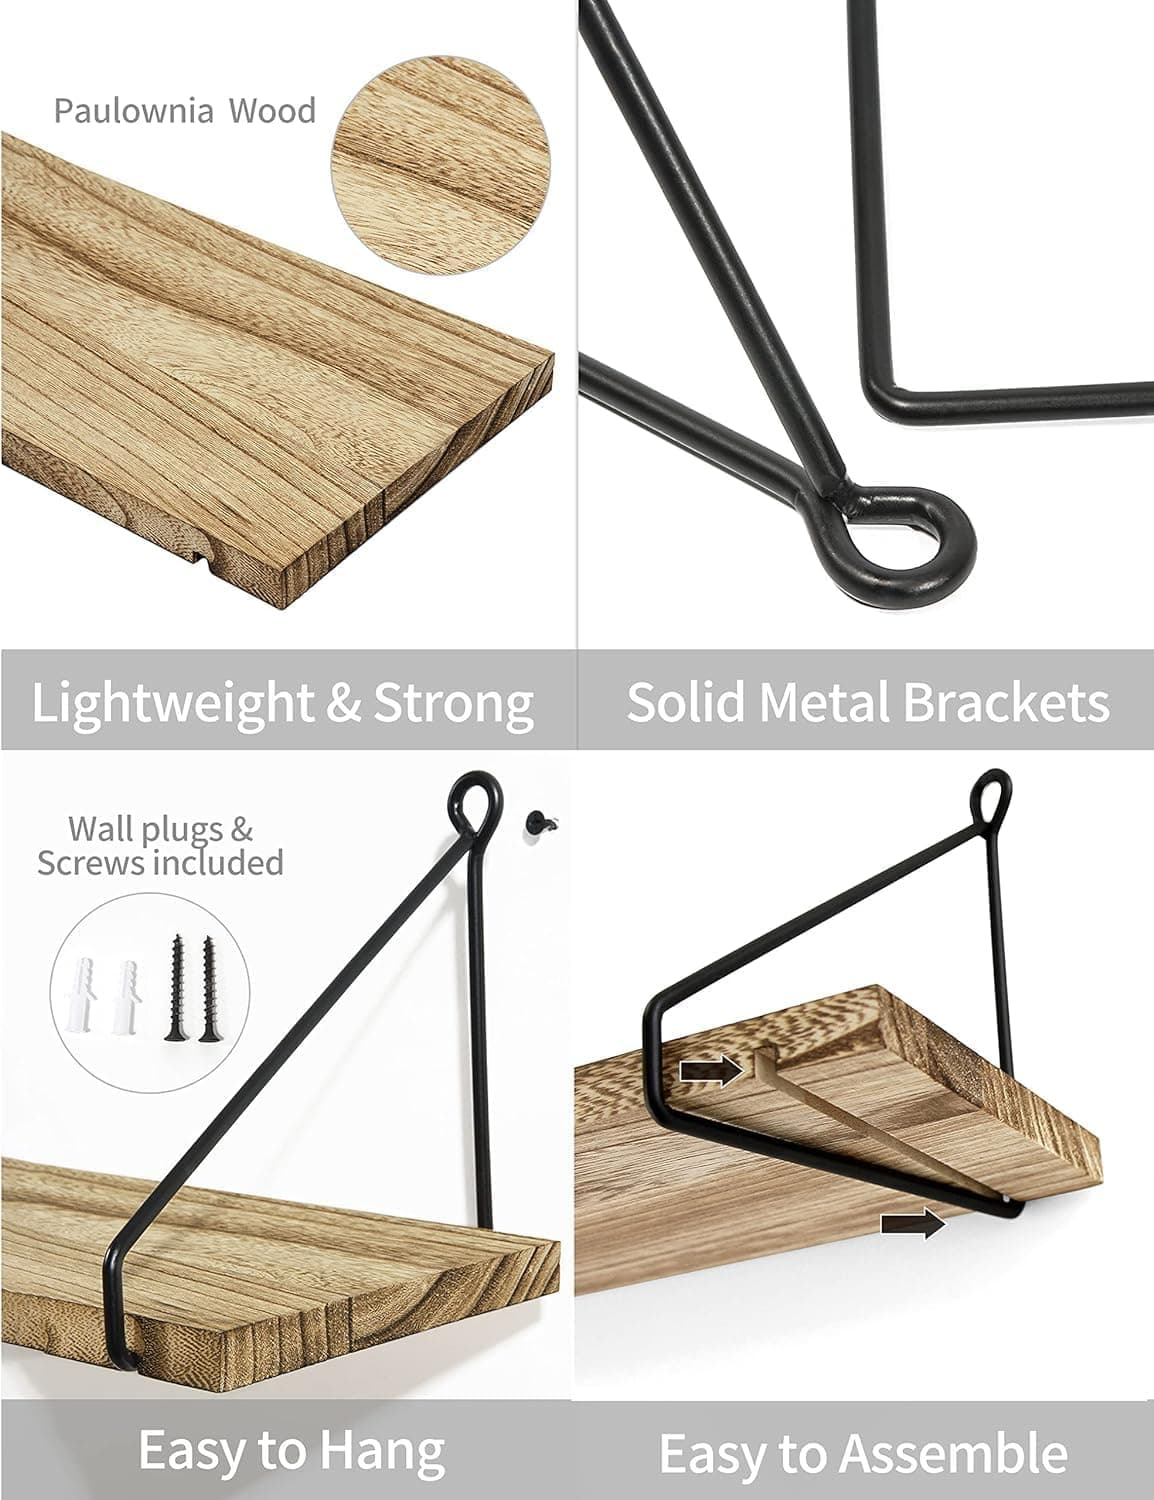 Paulownia Wood
Lightweight & Strong
Solid Metal Brackets
Wall plugs &
Screws included
Easy to Hang
Easy to Assemble